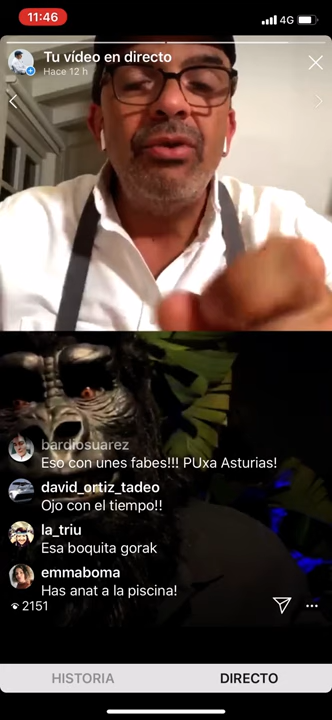 11:46
4G
Tu vídeo en directo
Hace 12 h
bardiosuarez
Eso con unes fabes!!! PUxa Asturias!
david_ortiz_tadeo
Ojo con el tiempo!!
la_triu
Esa boquita gorak
emmaboma
Has anat a la piscina!
2151
HISTORIA
DIRECTO